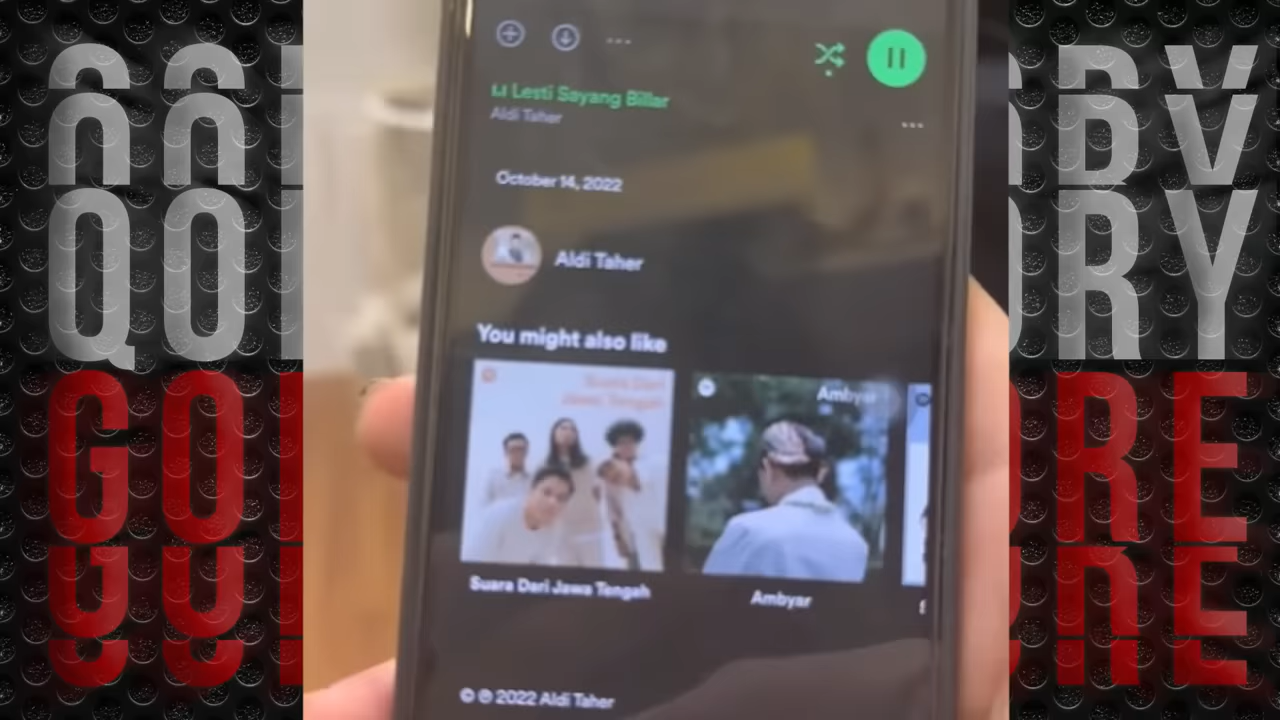 Lesti Sayang Billar
Aldi Taher
October 14, 2022
Aldi Taher
You might also like
Suara Dari
Jawa Tengah
Ambyar
Suara Dari Jawa Tengah
Ambyar
© ℗ 2022 Aldi Taher